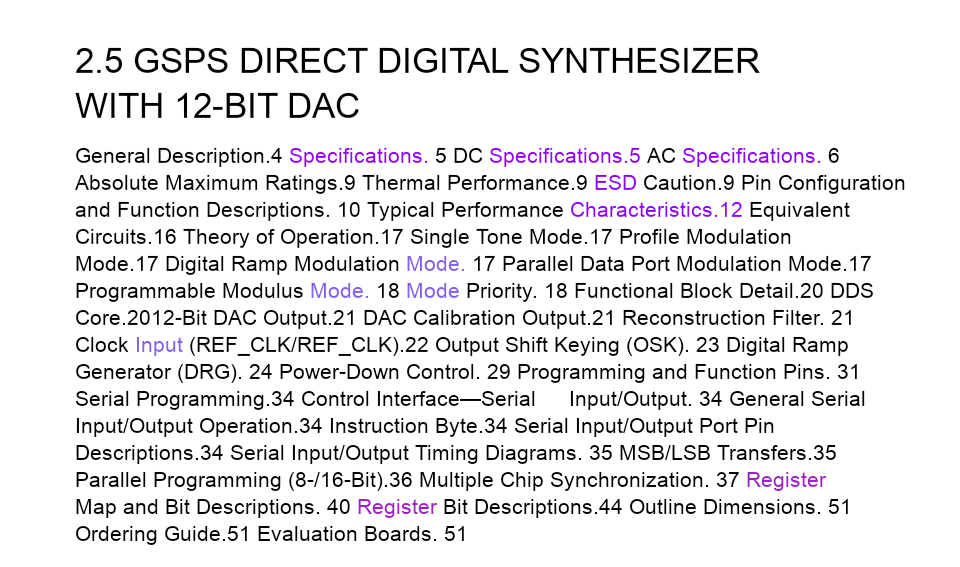 2.5 GSPS DIRECT DIGITAL SYNTHESIZER
WITH 12-BIT DAC
General Description.4 Specifications. 5 DC Specifications.5 AC Specifications. 6
Absolute Maximum Ratings.9 Thermal Performance.9 ESD Caution.9 Pin Configuration
and Function Descriptions. 10 Typical Performance Characteristics.12 Equivalent
Circuits.16 Theory of Operation.17 Single Tone Mode.17 Profile Modulation
Mode.17 Digital Ramp Modulation Mode. 17 Parallel Data Port Modulation Mode.17
Programmable Modulus Mode. 18 Mode Priority. 18 Functional Block Detail.20 DDS
Core.2012-Bit DAC Output.21 DAC Calibration Output.21 Reconstruction Filter. 21
Clock Input (REF_CLK/REF_CLK).22 Output Shift Keying (OSK). 23 Digital Ramp
Generator (DRG). 24 Power-Down Control. 29 Programming and Function Pins. 31
Serial Programming.34 Control Interface—Serial Input/Output. 34 General Serial
Input/Output Operation.34 Instruction Byte.34 Serial Input/Output Port Pin
Descriptions.34 Serial Input/Output Timing Diagrams. 35 MSB/LSB Transfers.35
Parallel Programming (8-/16-Bit).36 Multiple Chip Synchronization. 37 Register
Map and Bit Descriptions. 40 Register Bit Descriptions.44 Outline Dimensions. 51
Ordering Guide.51 Evaluation Boards. 51